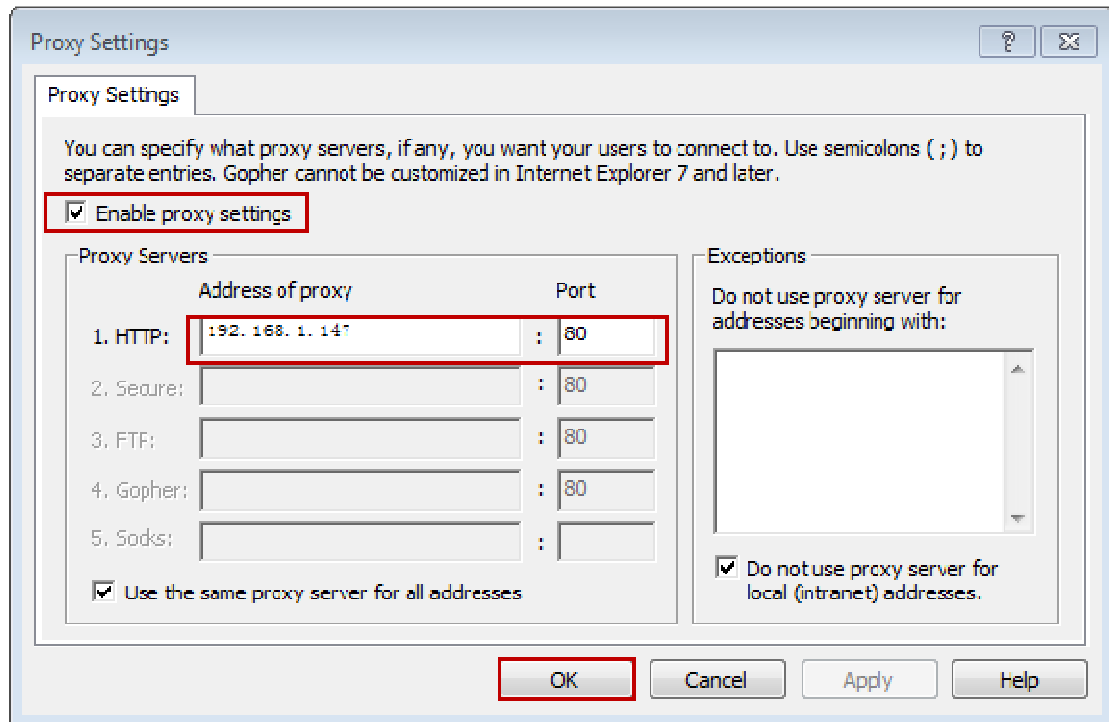 Proxy Settings
Proxy Settings
You can specify what proxy servers, if any, you want your users to connect to. Use semicolons ( ; ) to
separate entries. Gopher cannot be customized in Internet Explorer 7 and later.
Enable proxy settings
Proxy Servers
Address of proxy Port
1. HTTP: 192. 168. 1. 147 : 80
2. Secure: : 80
3. FTP: : 80
4. Gopher: : 80
5. Socks: :
Use the same proxy server for all addresses
Exceptions
Do not use proxy server for
addresses beginning with:
Do not use proxy server for
local (intranet) addresses.
OK Cancel Apply Help